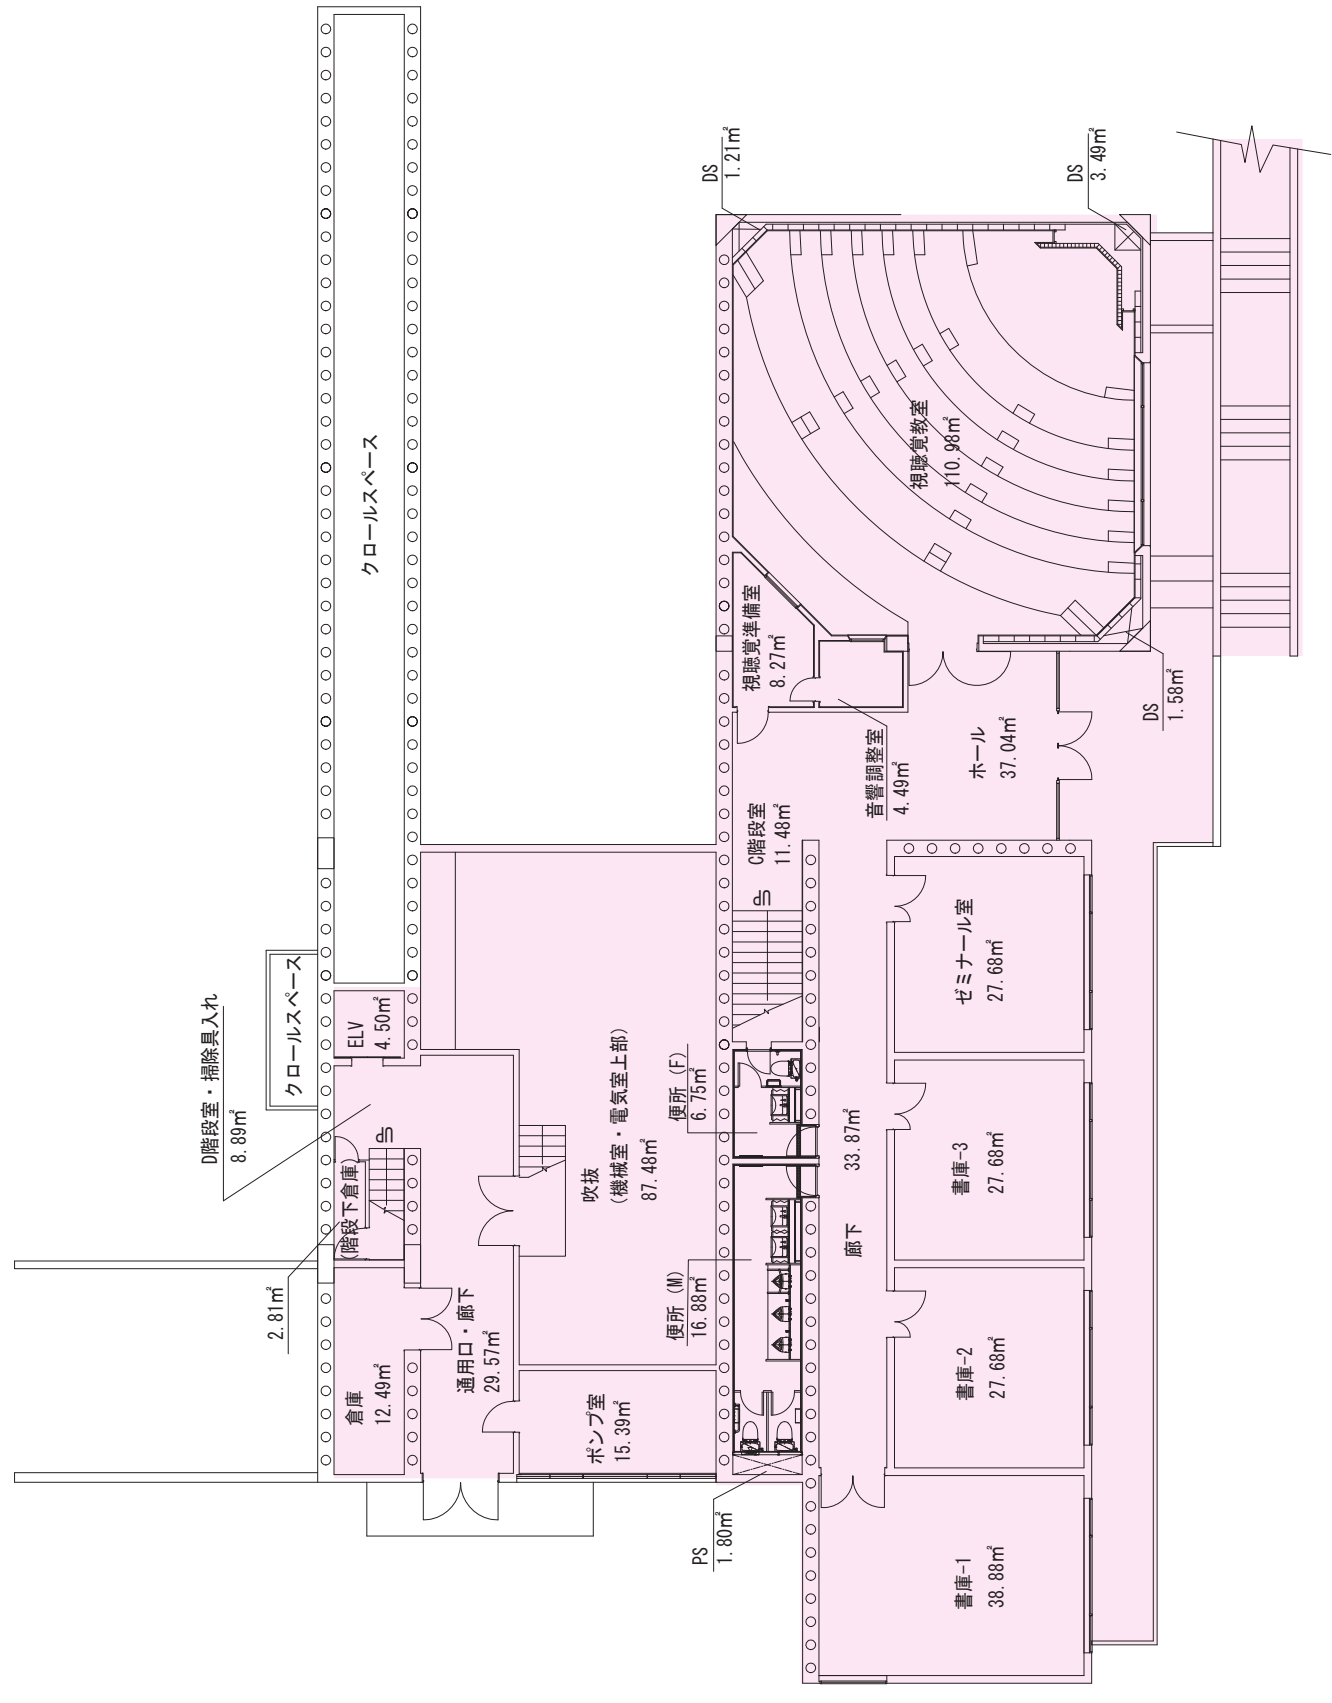 クロールスペース
DS
1.21㎡
DS
3.49㎡
視聴覚教室
110.98㎡
視聴覚準備室
8.27㎡
音響調整室
4.49㎡
ホール
37.04㎡
DS
1.58㎡
C階段室
11.48㎡
dn
ゼミナール室
27.68㎡
クロールスペース
ELV
4.50㎡
D階段室・掃除具入れ
8.89㎡
dn
(階段下倉庫)
2.81㎡
吹抜
(機械室・電気室上部)
87.48㎡
便所 (F)
6.75㎡
便所 (M)
16.88㎡
廊下
33.87㎡
書庫-3
27.68㎡
書庫-2
27.68㎡
倉庫
12.49㎡
通用口・廊下
29.57㎡
ポンプ室
15.39㎡
PS
1.80㎡
書庫-1
38.88㎡